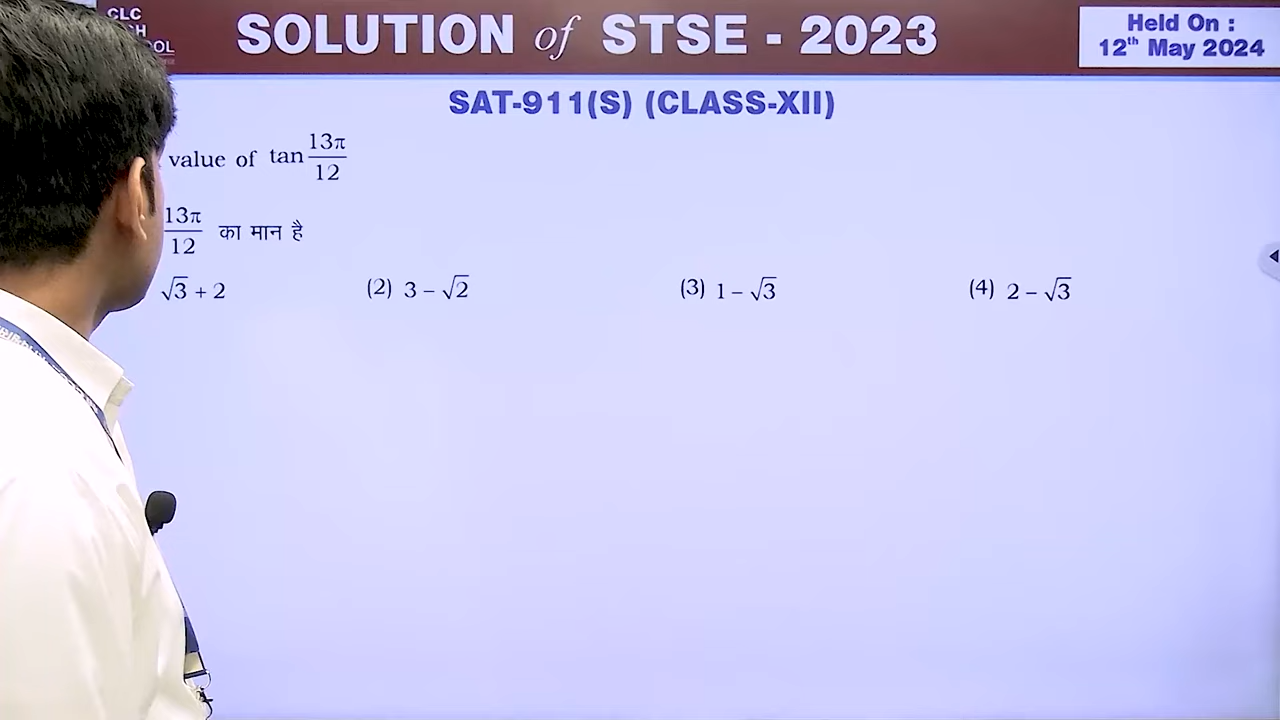 CLC
SOLUTION of STSE - 2023
Held On :
12th May 2024
SAT-911(S) (CLASS-XII)
value of tan 13π/12
13π/12 का मान है
√3 + 2 (2) 3 – √2 (3) 1 – √3 (4) 2 – √3